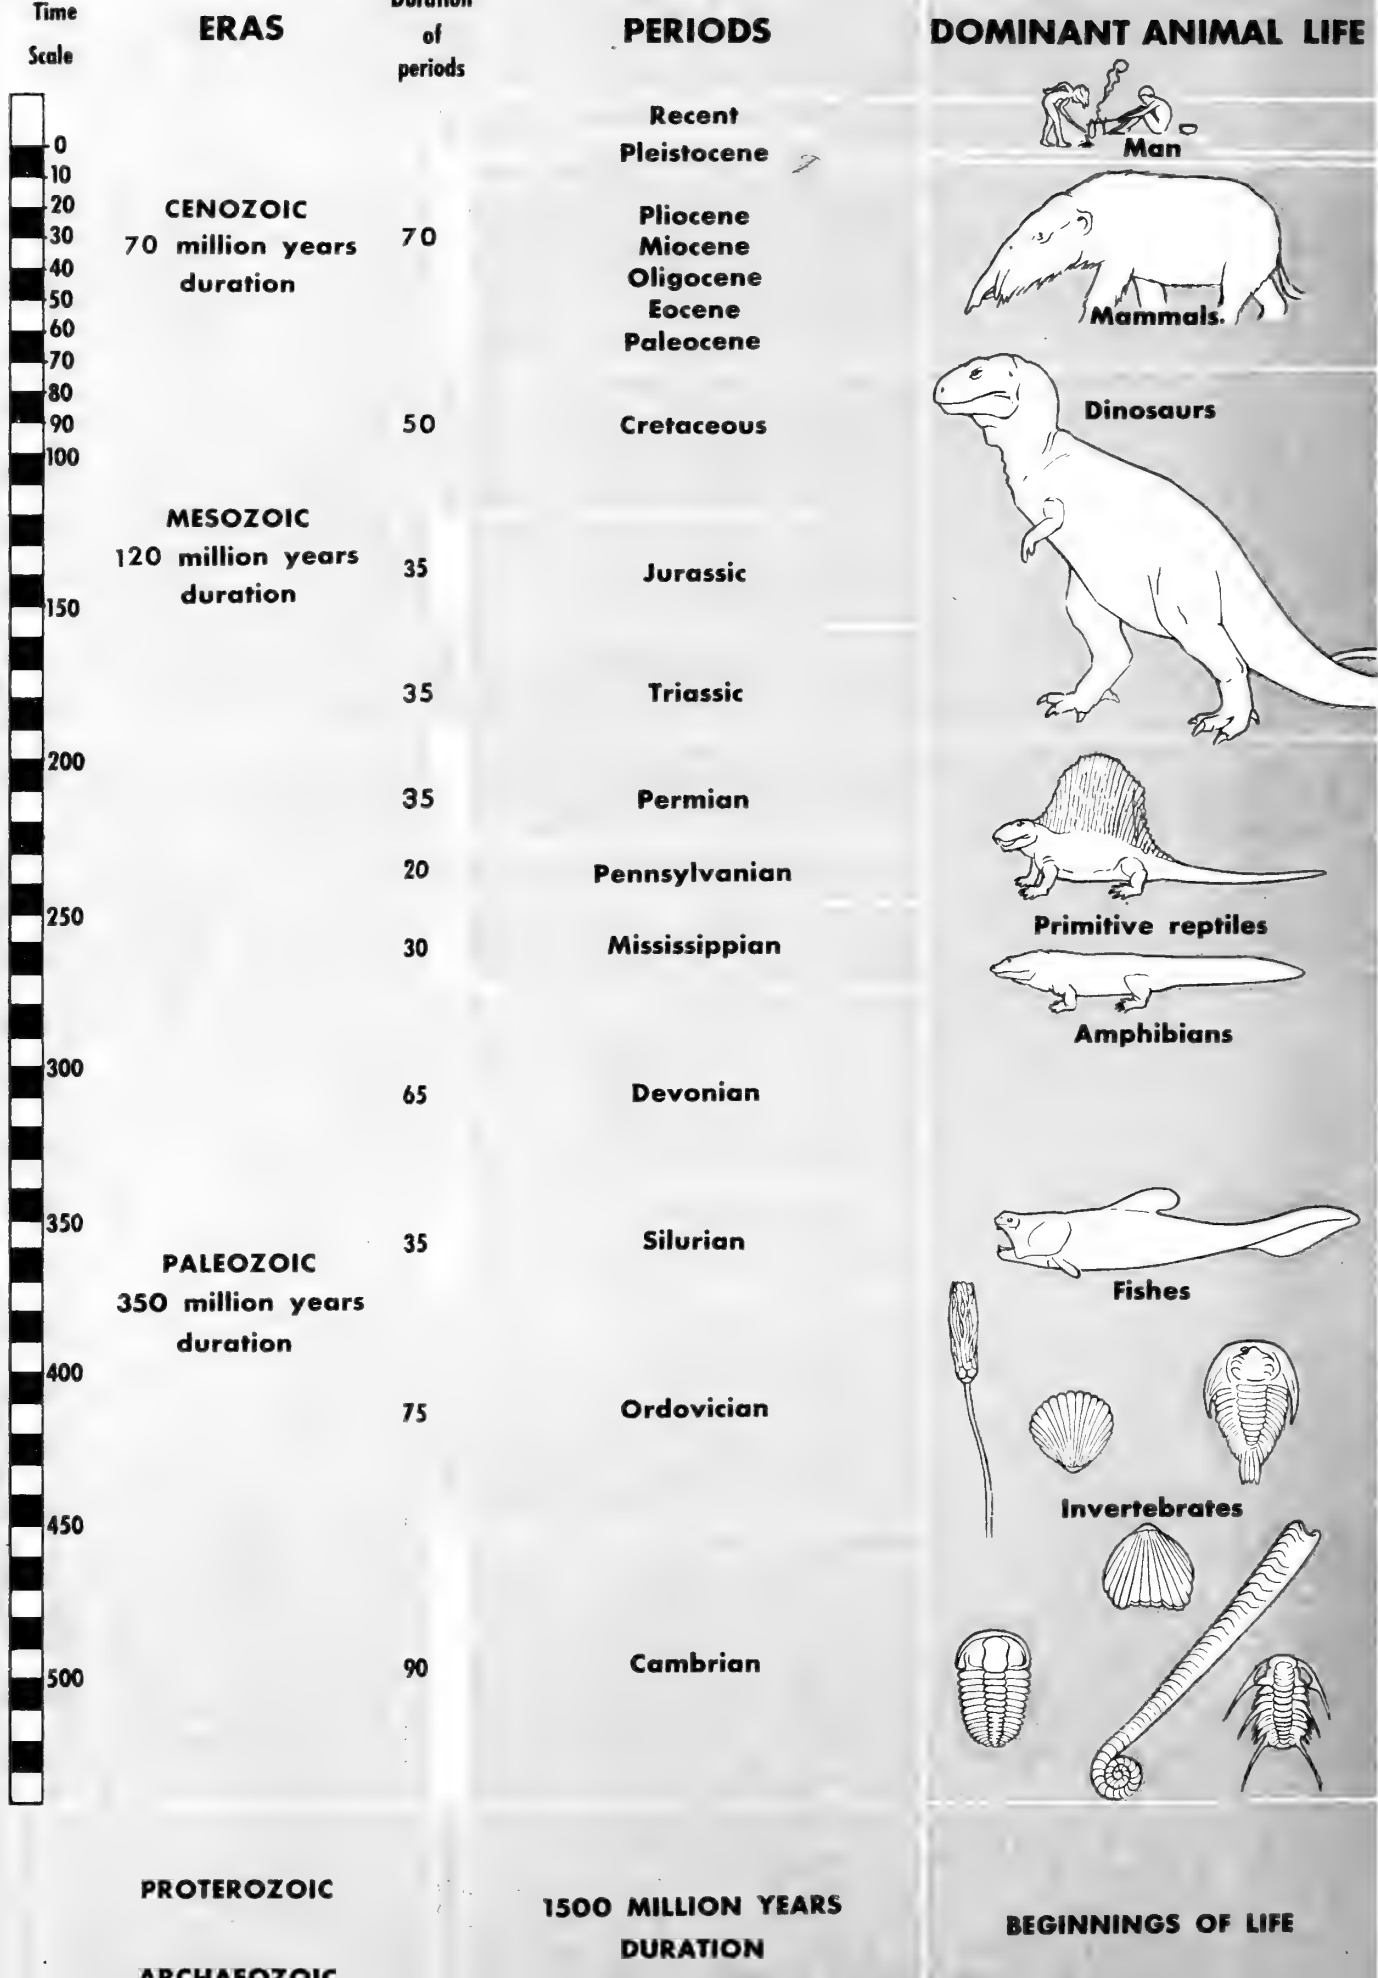 Time
Scale
ERAS
Duration
of
periods
PERIODS
DOMINANT ANIMAL LIFE
0
10
20
30
40
50
60
70
80
90
100
150
200
250
300
350
400
450
500
CENOZOIC
70 million years
duration
MESOZOIC
120 million years
duration
PALEOZOIC
350 million years
duration
PROTEROZOIC
ARCHAEOZOIC
70
50
35
35
35
20
30
65
35
75
90
Recent
Pleistocene
Pliocene
Miocene
Oligocene
Eocene
Paleocene
Cretaceous
Jurassic
Triassic
Permian
Pennsylvanian
Mississippian
Devonian
Silurian
Ordovician
Cambrian
1500 MILLION YEARS
DURATION
Man
Mammals.
Dinosaurs
Primitive reptiles
Amphibians
Fishes
Invertebrates
BEGINNINGS OF LIFE